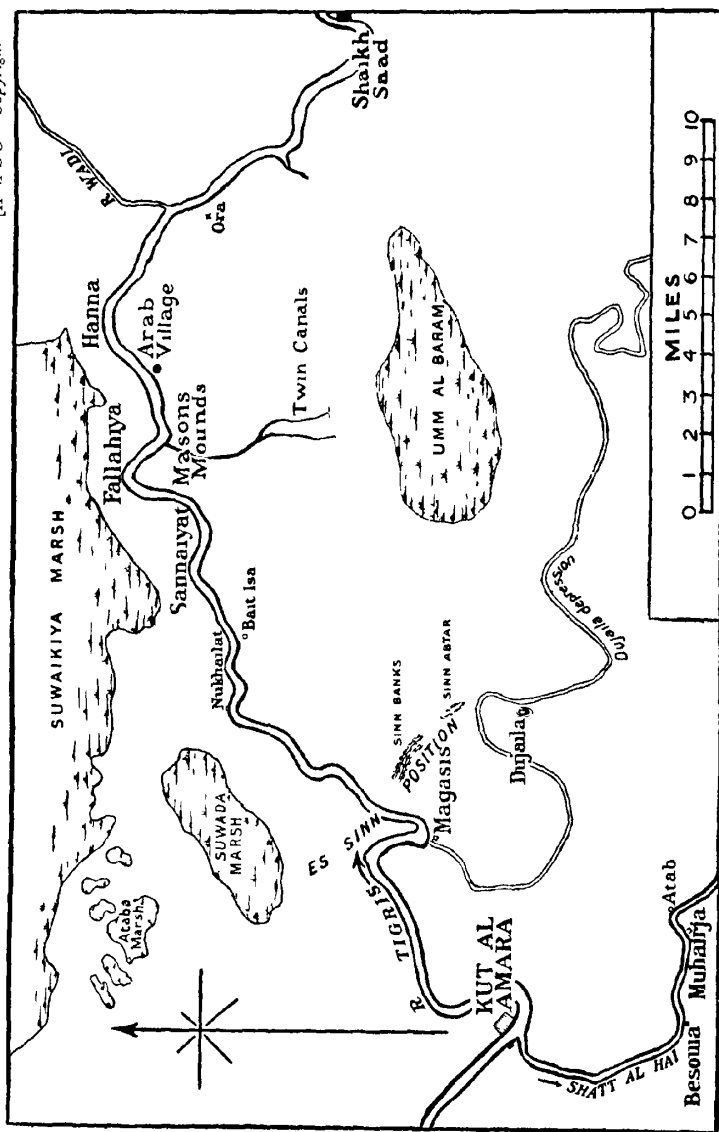 R WADI
Shaikh
Saad
Ora
Hanna
Arab
Village
Fallahiya
Masons
Mounds
Twin Canals
SUWAIKIYA MARSH
Sannaiyat
Bait Isa
Nukhailat
UMM AL BARAM
SUWADA
MARSH
Ataba
Marsh
ES SINN
POSITION
SINN BANKS
SINN ABTAR
Magasis
Dujaila
Dujaila depression
R TIGRIS
KUT AL
AMARA
SHATT AL HAI
Atab
Muhairja
Besouia
MILES
0 1 2 3 4 5 6 7 8 9 10